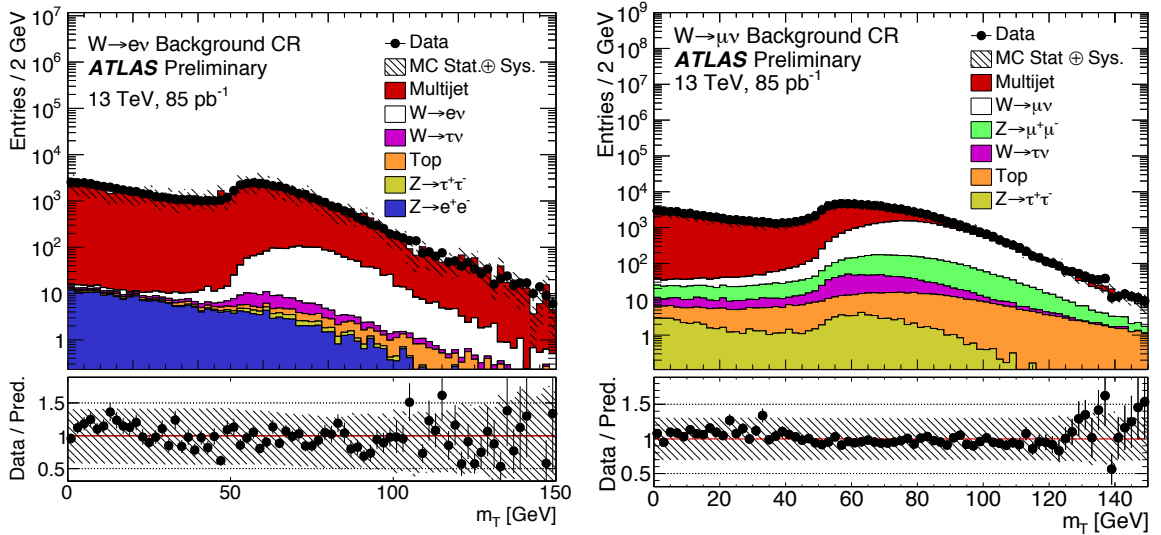 Entries / 2 GeV
10⁷
10⁶
10⁵
10⁴
10³
10²
10
1
W→eν Background CR
ATLAS Preliminary
13 TeV, 85 pb⁻¹
Data
MC Stat.⊕ Sys.
Multijet
W→eν
W→τν
Top
Z→τ⁺τ⁻
Z→e⁺e⁻
Data / Pred.
1.5
1
0.5
0 50 100 150
m_T [GeV]
Entries / 2 GeV
10⁹
10⁸
10⁷
10⁶
10⁵
10⁴
10³
10²
10
1
W→μν Background CR
ATLAS Preliminary
13 TeV, 85 pb⁻¹
Data
MC Stat ⊕ Sys.
Multijet
W→μν
Z→μ⁺μ⁻
W→τν
Top
Z→τ⁺τ⁻
Data / Pred.
1.5
1
0.5
0 20 40 60 80 100 120 140
m_T [GeV]